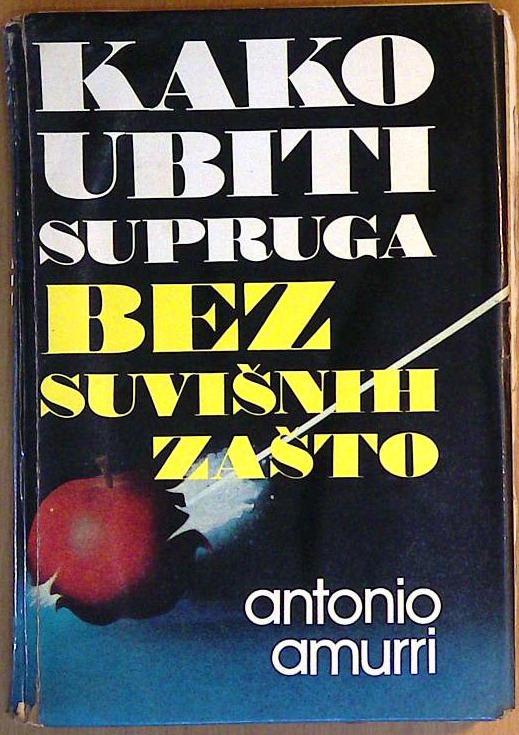 KAKO
UBITI
SUPRUGA
BEZ
SUVIŠNIH
ZAŠTO
antonio
amurri